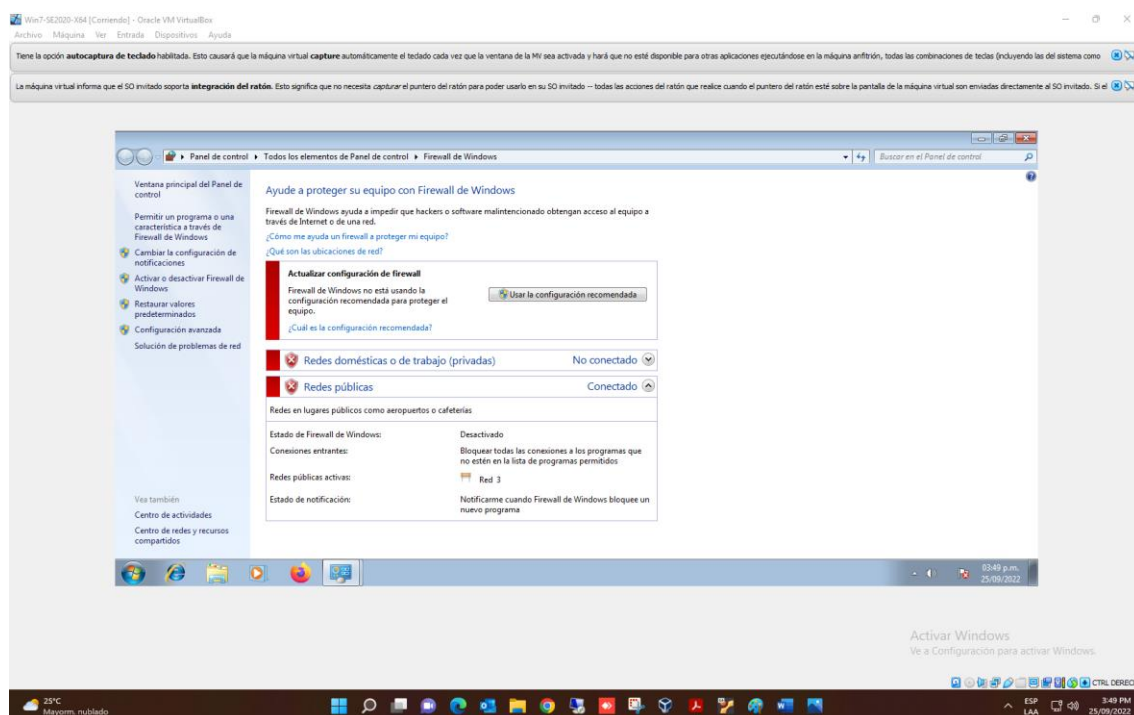 Win7-SE2020-X64 [Corriendo] - Oracle VM VirtualBox
Archivo Máquina Ver Entrada Dispositivos Ayuda
Tiene la opción autocaptura de teclado habilitada. Esto causará que la máquina virtual capture automáticamente el teclado cada vez que la ventana de la MV sea activada y hará que no esté disponible para otras aplicaciones ejecutándose en la máquina anfitrión, todas las combinaciones de teclas (incluyendo las del sistema como
La máquina virtual informa que el SO invitado soporta integración del ratón. Esto significa que no necesita capturar el puntero del ratón para poder usarlo en su SO invitado -- todas las acciones del ratón que realice cuando el puntero del ratón esté sobre la pantalla de la máquina virtual son enviadas directamente al SO invitado. Si el
Panel de control ▸ Todos los elementos de Panel de control ▸ Firewall de Windows
Buscar en el Panel de control
Ventana principal del Panel de
control
Permitir un programa o una
característica a través de
Firewall de Windows
Cambiar la configuración de
notificaciones
Activar o desactivar Firewall de
Windows
Restaurar valores
predeterminados
Configuración avanzada
Solución de problemas de red
Vea también
Centro de actividades
Centro de redes y recursos
compartidos
Ayude a proteger su equipo con Firewall de Windows
Firewall de Windows ayuda a impedir que hackers o software malintencionado obtengan acceso al equipo a
través de Internet o de una red.
¿Cómo me ayuda un firewall a proteger mi equipo?
¿Qué son las ubicaciones de red?
Actualizar configuración de firewall
Firewall de Windows no está usando la
configuración recomendada para proteger el
equipo.
Usar la configuración recomendada
¿Cuál es la configuración recomendada?
Redes domésticas o de trabajo (privadas) No conectado
Redes públicas Conectado
Redes en lugares públicos como aeropuertos o cafeterías
Estado de Firewall de Windows: Desactivado
Conexiones entrantes: Bloquear todas las conexiones a los programas que
no estén en la lista de programas permitidos
Redes públicas activas: Red 3
Estado de notificación: Notificarme cuando Firewall de Windows bloquee un
nuevo programa
03:49 p.m.
25/09/2022
Activar Windows
Ve a Configuración para activar Windows.
CTRL DEREC
25°C
Mayorm. nublado
ESP
LAA
3:49 PM
25/09/2022